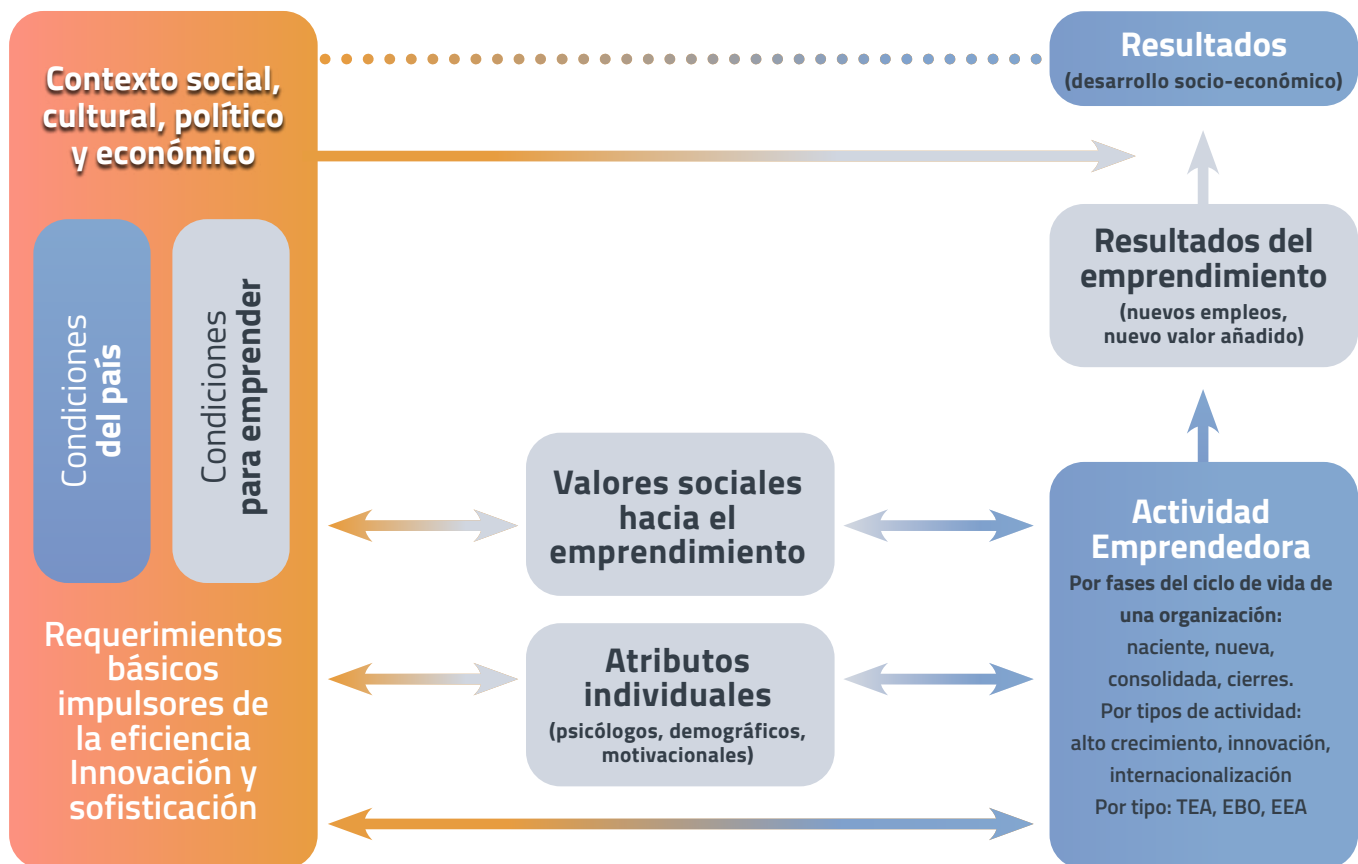 Contexto social,
cultural, político
y económico
Condiciones
del país
Condiciones
para emprender
Requerimientos
básicos
impulsores de
la eficiencia
Innovación y
sofisticación
Valores sociales
hacia el
emprendimiento
Atributos
individuales
(psicólogos, demográficos,
motivacionales)
Resultados
(desarrollo socio-económico)
Resultados del
emprendimiento
(nuevos empleos,
nuevo valor añadido)
Actividad
Emprendedora
Por fases del ciclo de vida de
una organización:
naciente, nueva,
consolidada, cierres.
Por tipos de actividad:
alto crecimiento, innovación,
internacionalización
Por tipo: TEA, EBO, EEA